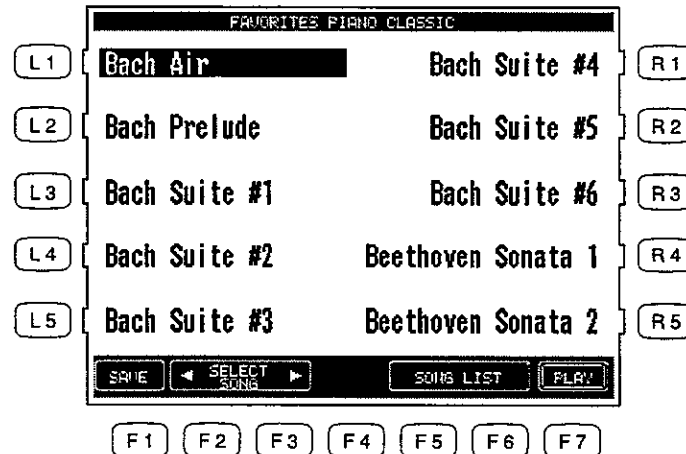 FAVORITES PIANO CLASSIC
L1 Bach Air Bach Suite #4 R1
L2 Bach Prelude Bach Suite #5 R2
L3 Bach Suite #1 Bach Suite #6 R3
L4 Bach Suite #2 Beethoven Sonata 1 R4
L5 Bach Suite #3 Beethoven Sonata 2 R5
SAVE ◄ SELECT SONG ► SONG LIST PLAY
F1 F2 F3 F4 F5 F6 F7